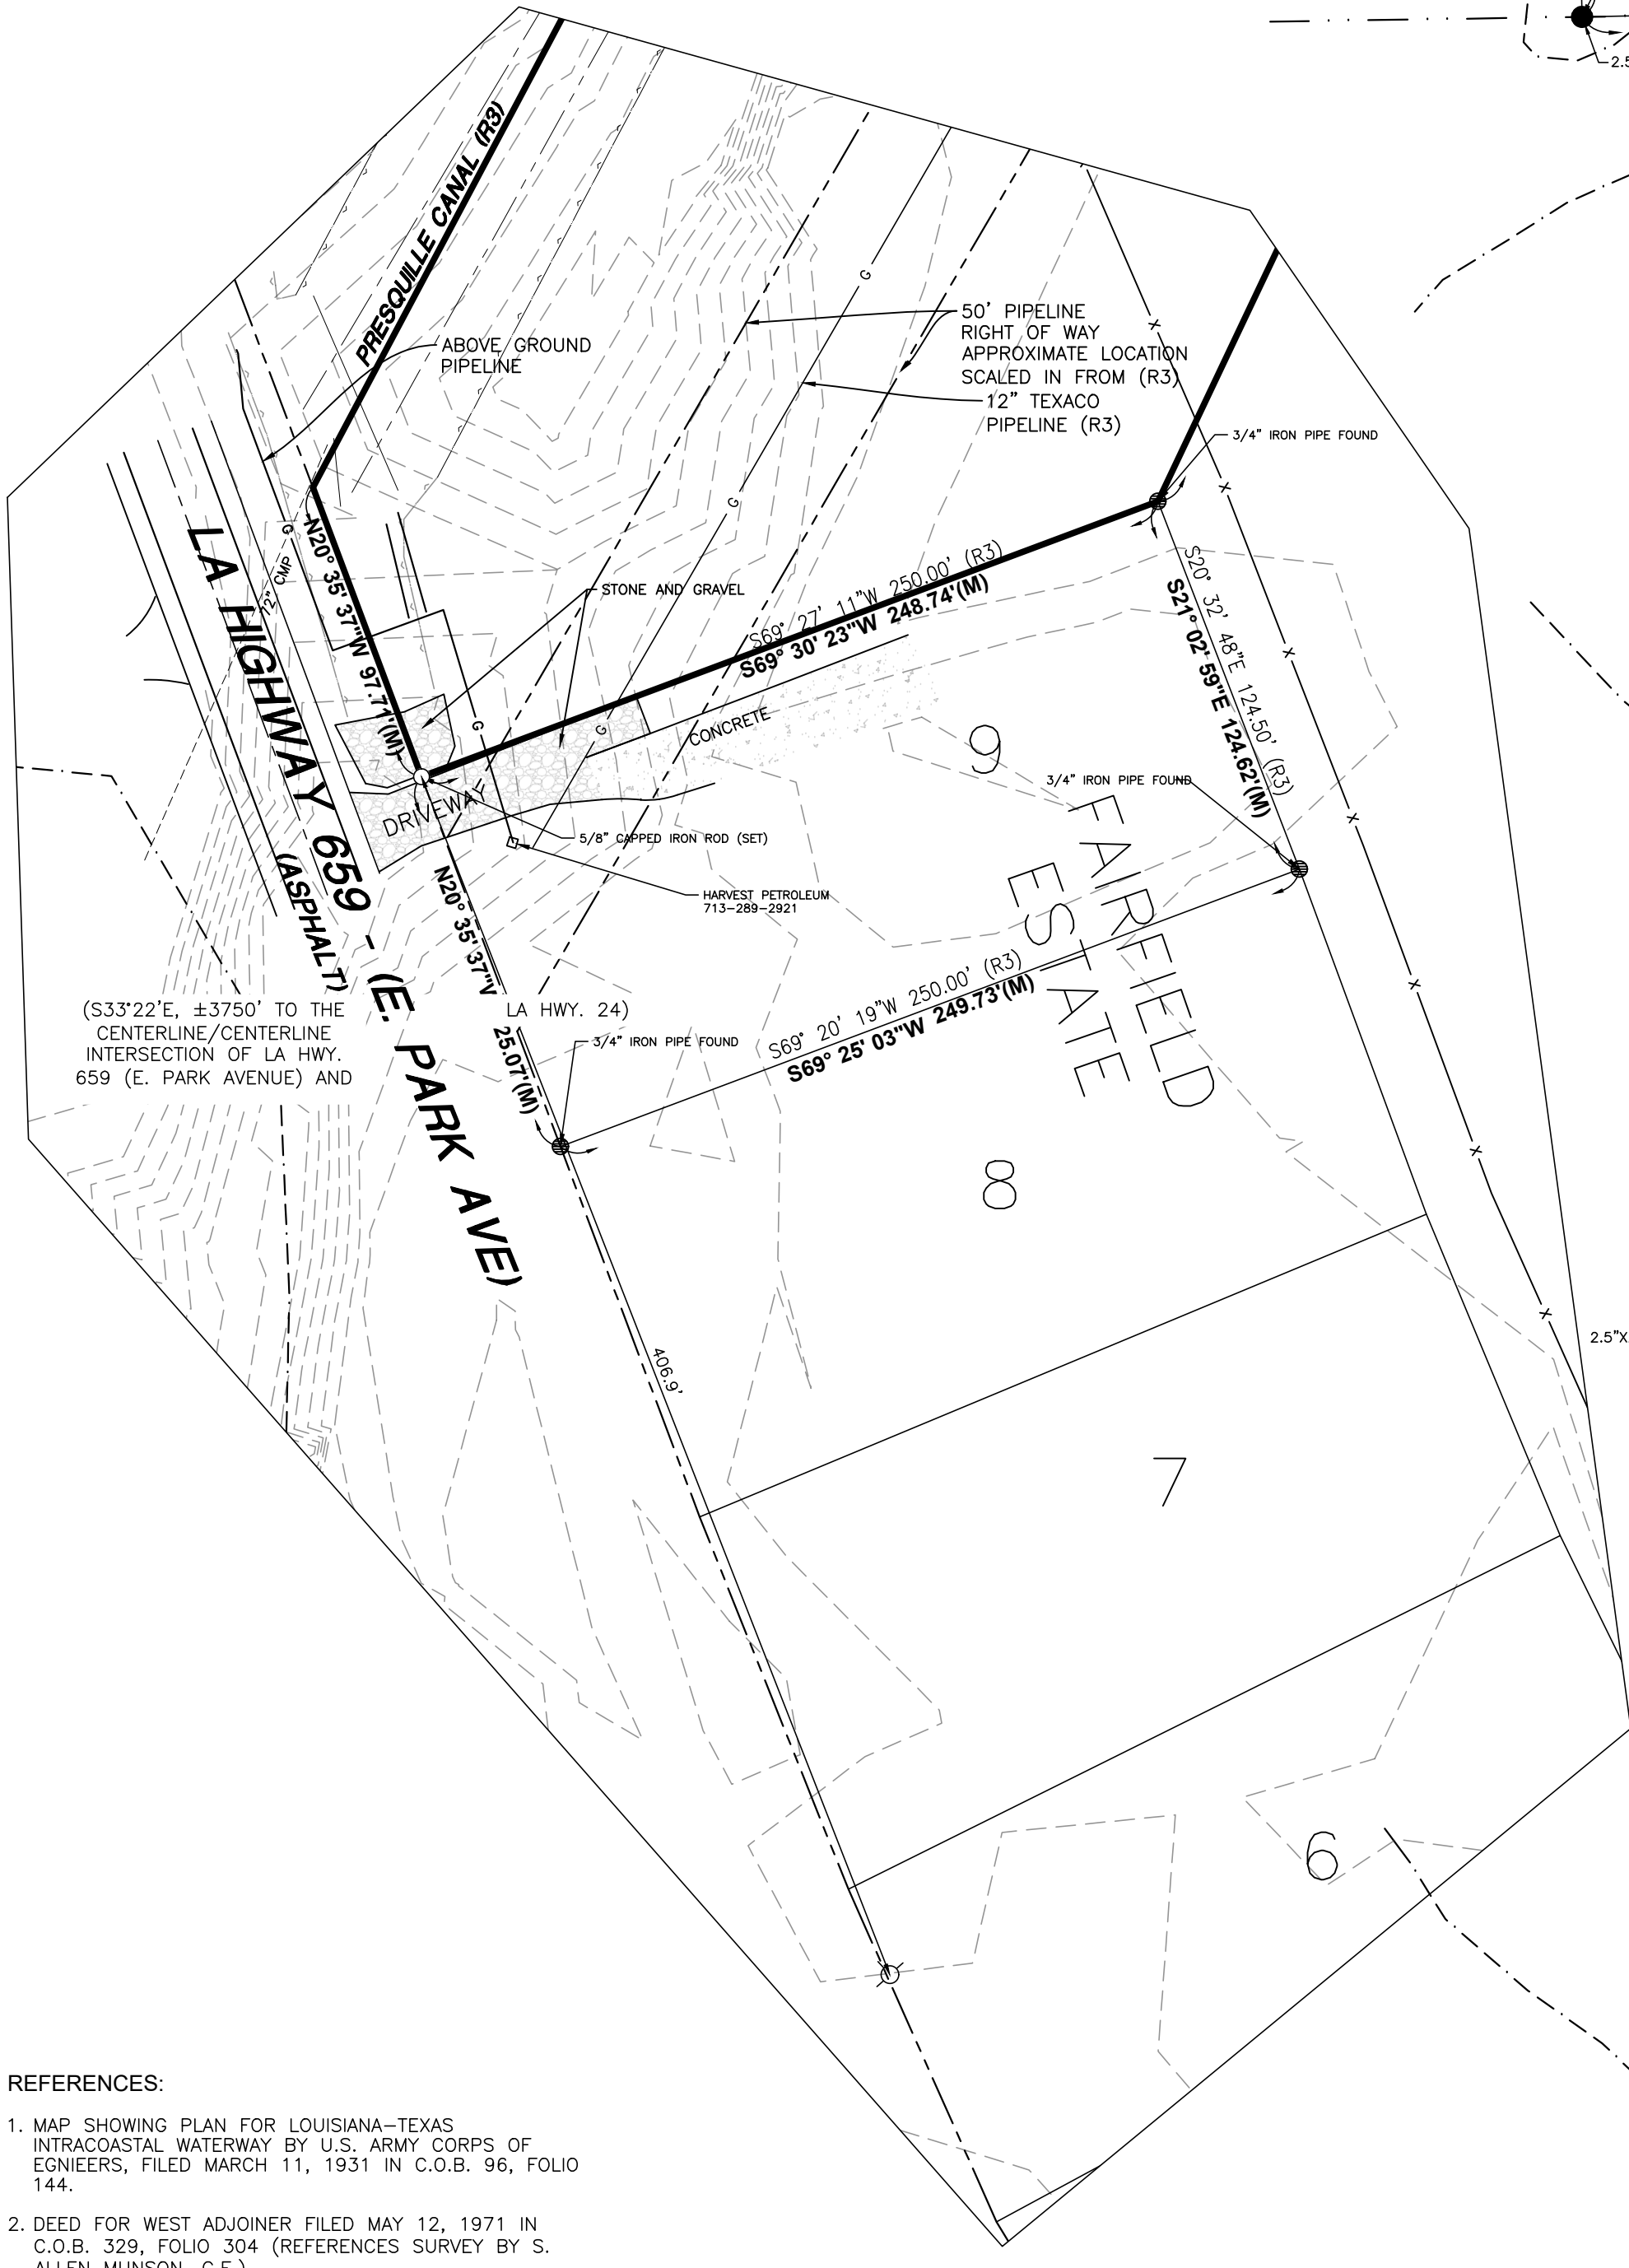 2.5
PRESQUILLE CANAL (R3)
ABOVE GROUND
PIPELINE
50' PIPELINE
RIGHT OF WAY
APPROXIMATE LOCATION
SCALED IN FROM (R3)
12" TEXACO
PIPELINE (R3)
3/4" IRON PIPE FOUND
G
G
G
G
G
X
X
X
X
X
X
X
LA HIGHWAY 659 - (E. PARK AVE)
(ASPHALT)
72" CMP
N20° 35' 37"W 97.71'(M)
STONE AND GRAVEL
S69° 27' 11"W 250.00' (R3)
S69° 30' 23"W 248.74'(M)
S20° 32' 48"E 124.50' (R3)
S21° 02' 59"E 124.62'(M)
CONCRETE
DRIVEWAY
9
3/4" IRON PIPE FOUND
5/8" CAPPED IRON ROD (SET)
HARVEST PETROLEUM
713-289-2921
FAIRFIELD
ESTATE
N20° 35' 37"V
25.07'(M)
(S33°22'E, ±3750' TO THE
CENTERLINE/CENTERLINE
INTERSECTION OF LA HWY.
659 (E. PARK AVENUE) AND
LA HWY. 24)
3/4" IRON PIPE FOUND
S69° 20' 19"W 250.00' (R3)
S69° 25' 03"W 249.73'(M)
8
2.5"X
406.9'
7
6
REFERENCES:
1. MAP SHOWING PLAN FOR LOUISIANA-TEXAS
INTRACOASTAL WATERWAY BY U.S. ARMY CORPS OF
EGNIEERS, FILED MARCH 11, 1931 IN C.O.B. 96, FOLIO
144.
2. DEED FOR WEST ADJOINER FILED MAY 12, 1971 IN
C.O.B. 329, FOLIO 304 (REFERENCES SURVEY BY S.
ALLEN MUNSON, C.E.)